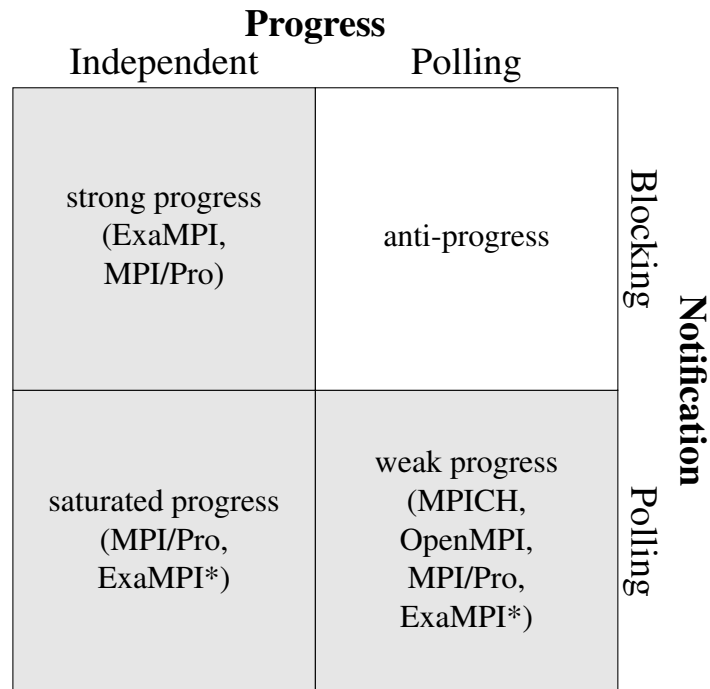 Progress
Independent
Polling
strong progress
(ExaMPI,
MPI/Pro)
anti-progress
Blocking
Notification
saturated progress
(MPI/Pro,
ExaMPI*)
weak progress
(MPICH,
OpenMPI,
MPI/Pro,
ExaMPI*)
Polling